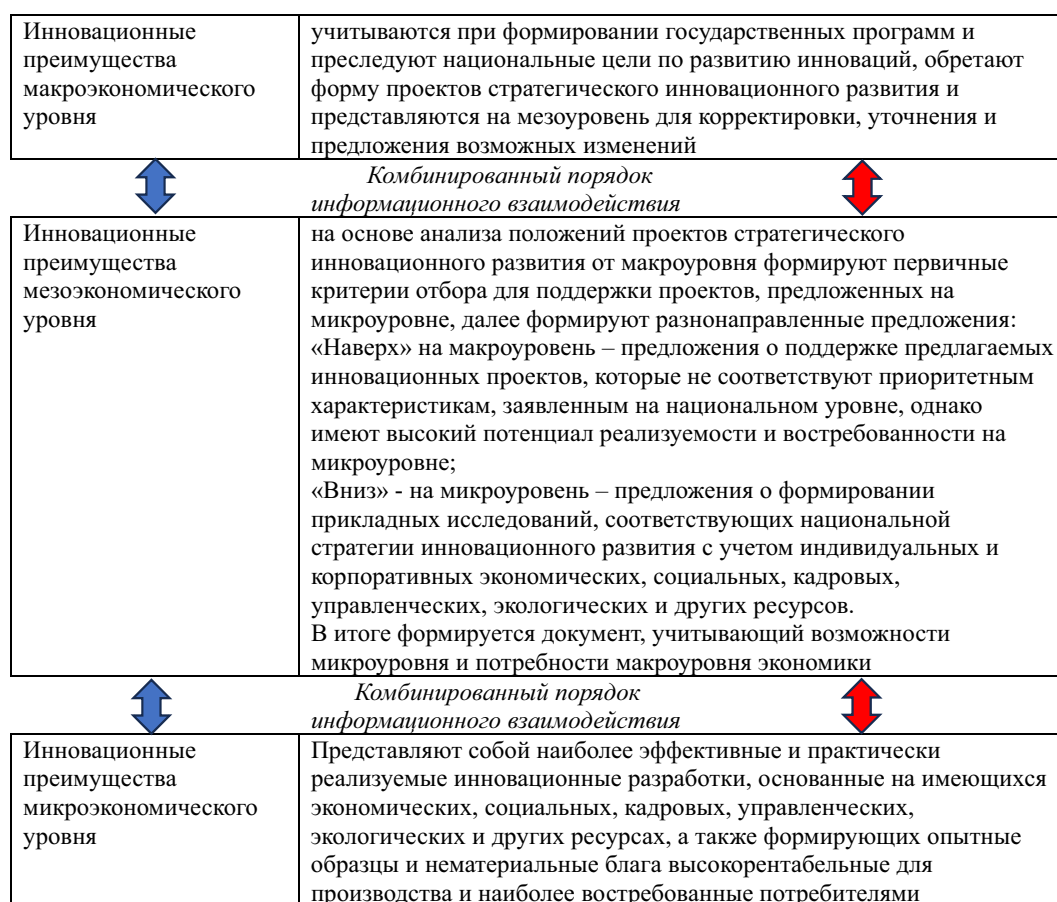 Инновационные
преимущества
макроэкономического
уровня
учитываются при формировании государственных программ и
преследуют национальные цели по развитию инноваций, обретают
форму проектов стратегического инновационного развития и
представляются на мезоуровень для корректировки, уточнения и
предложения возможных изменений
Комбинированный порядок
информационного взаимодействия
Инновационные
преимущества
мезоэкономического
уровня
на основе анализа положений проектов стратегического
инновационного развития от макроуровня формируют первичные
критерии отбора для поддержки проектов, предложенных на
микроуровне, далее формируют разнонаправленные предложения:
«Наверх» на макроуровень – предложения о поддержке предлагаемых
инновационных проектов, которые не соответствуют приоритетным
характеристикам, заявленным на национальном уровне, однако
имеют высокий потенциал реализуемости и востребованности на
микроуровне;
«Вниз» - на микроуровень – предложения о формировании
прикладных исследований, соответствующих национальной
стратегии инновационного развития с учетом индивидуальных и
корпоративных экономических, социальных, кадровых,
управленческих, экологических и других ресурсов.
В итоге формируется документ, учитывающий возможности
микроуровня и потребности макроуровня экономики
Комбинированный порядок
информационного взаимодействия
Инновационные
преимущества
микроэкономического
уровня
Представляют собой наиболее эффективные и практически
реализуемые инновационные разработки, основанные на имеющихся
экономических, социальных, кадровых, управленческих,
экологических и других ресурсах, а также формирующих опытные
образцы и нематериальные блага высокорентабельные для
производства и наиболее востребованные потребителями